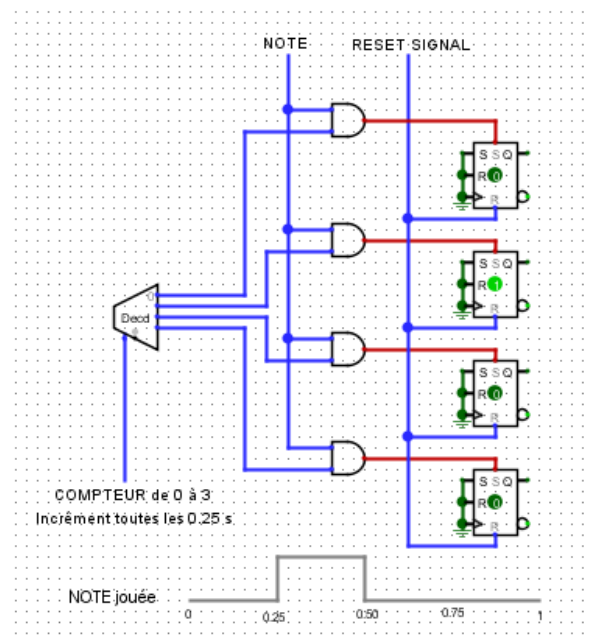 NOTE RESET SIGNAL
S S Q
R 0
R
S S Q
R 1
R
0
Decd
S S Q
R 0
R
S S Q
R 0
R
COMPTEUR de 0 à 3
Incrément toutes les 0.25 s
NOTE jouée
0 0.25 0.50 0.75 1